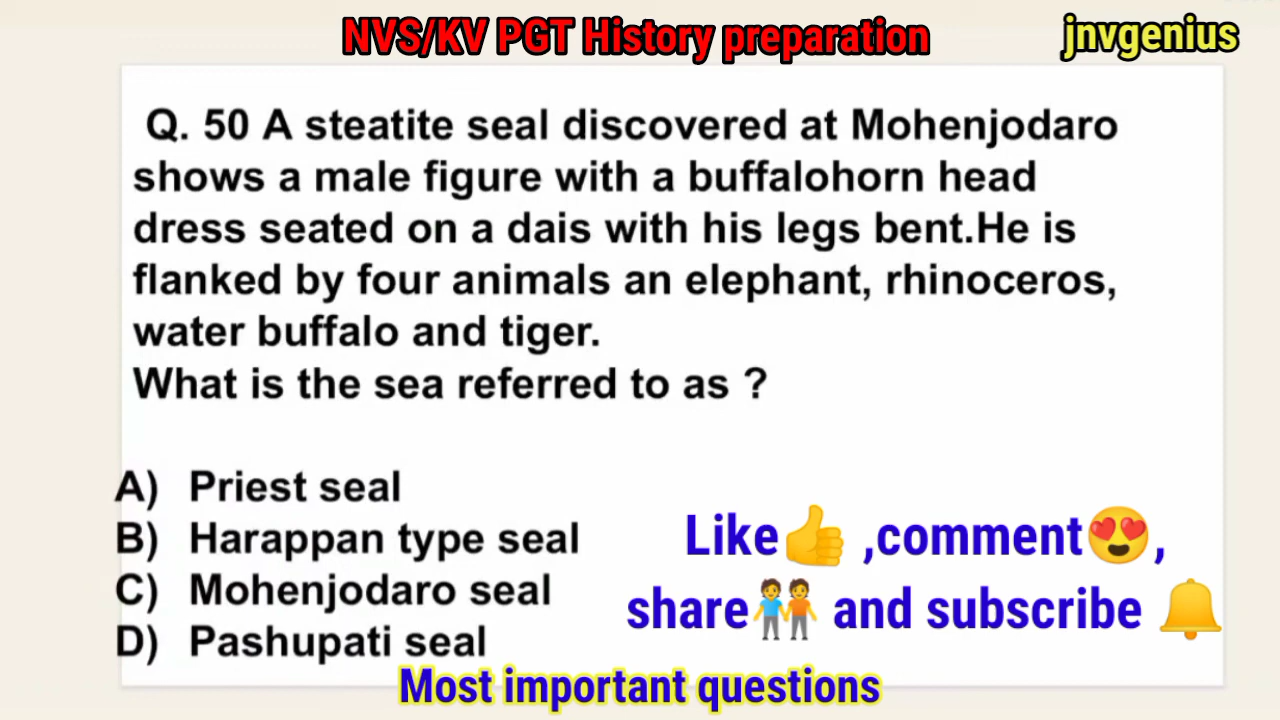 NVS/KV PGT History preparation
jnvgenius
Q. 50 A steatite seal discovered at Mohenjodaro
shows a male figure with a buffalohorn head
dress seated on a dais with his legs bent.He is
flanked by four animals an elephant, rhinoceros,
water buffalo and tiger.
What is the sea referred to as ?
A) Priest seal
B) Harappan type seal
C) Mohenjodaro seal
D) Pashupati seal
Like👍 ,comment😍,
share🧑‍🤝‍🧑 and subscribe 🔔
Most important questions